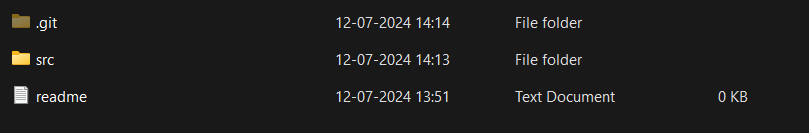 .git 12-07-2024 14:14 File folder
src 12-07-2024 14:13 File folder
readme 12-07-2024 13:51 Text Document 0 KB